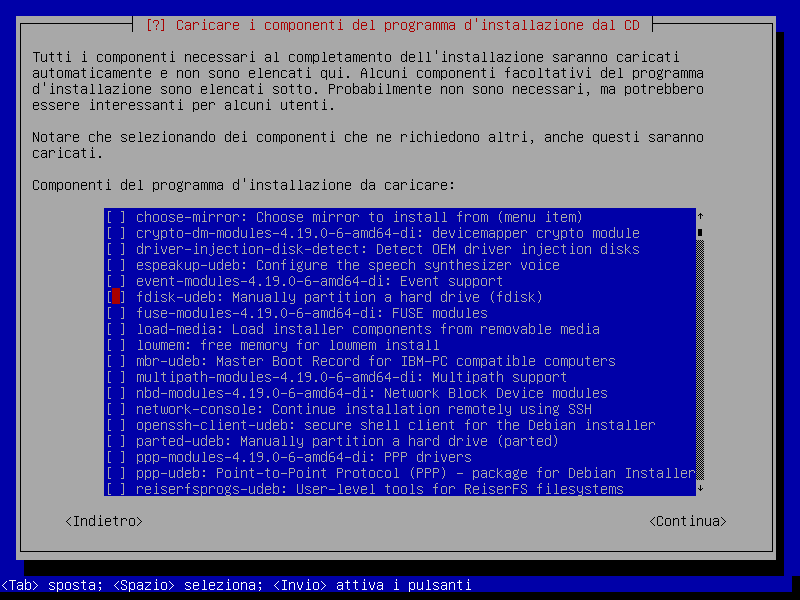 [?] Caricare i componenti del programma d'installazione dal CD
Tutti i componenti necessari al completamento dell'installazione saranno caricati
automaticamente e non sono elencati qui. Alcuni componenti facoltativi del programma
d'installazione sono elencati sotto. Probabilmente non sono necessari, ma potrebbero
essere interessanti per alcuni utenti.
Notare che selezionando dei componenti che ne richiedono altri, anche questi saranno
caricati.
Componenti del programma d'installazione da caricare:
[ ] choose-mirror: Choose mirror to install from (menu item)
[ ] crypto-dm-modules-4.19.0-6-amd64-di: devicemapper crypto module
[ ] driver-injection-disk-detect: Detect OEM driver injection disks
[ ] espeakup-udeb: Configure the speech synthesizer voice
[ ] event-modules-4.19.0-6-amd64-di: Event support
[ ] fdisk-udeb: Manually partition a hard drive (fdisk)
[ ] fuse-modules-4.19.0-6-amd64-di: FUSE modules
[ ] load-media: Load installer components from removable media
[ ] lowmem: free memory for lowmem install
[ ] mbr-udeb: Master Boot Record for IBM-PC compatible computers
[ ] multipath-modules-4.19.0-6-amd64-di: Multipath support
[ ] nbd-modules-4.19.0-6-amd64-di: Network Block Device modules
[ ] network-console: Continue installation remotely using SSH
[ ] openssh-client-udeb: secure shell client for the Debian installer
[ ] parted-udeb: Manually partition a hard drive (parted)
[ ] ppp-modules-4.19.0-6-amd64-di: PPP drivers
[ ] ppp-udeb: Point-to-Point Protocol (PPP) - package for Debian Installer
[ ] reiserfsprogs-udeb: User-level tools for ReiserFS filesystems
<Indietro> <Continua>
<Tab> sposta; <Spazio> seleziona; <Invio> attiva i pulsanti